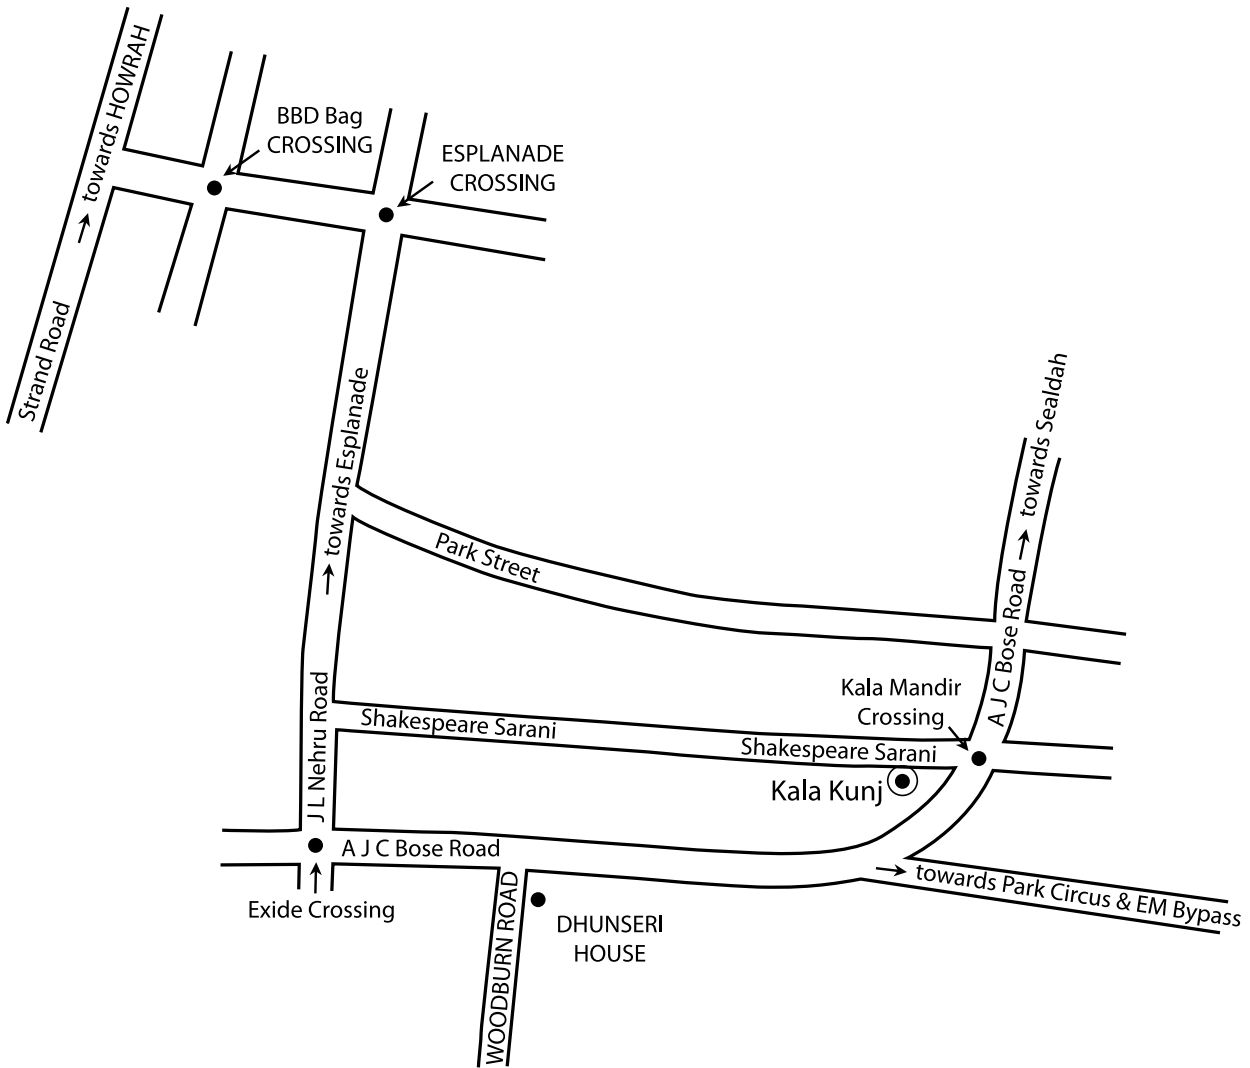 towards HOWRAH
Strand Road
BBD Bag
CROSSING
ESPLANADE
CROSSING
towards Esplanade
towards Sealdah
Park Street
A J C Bose Road
Kala Mandir
Crossing
J L Nehru Road
Shakespeare Sarani
Shakespeare Sarani
Kala Kunj
A J C Bose Road
towards Park Circus & EM Bypass
Exide Crossing
WOODBURN ROAD
DHUNSERI
HOUSE